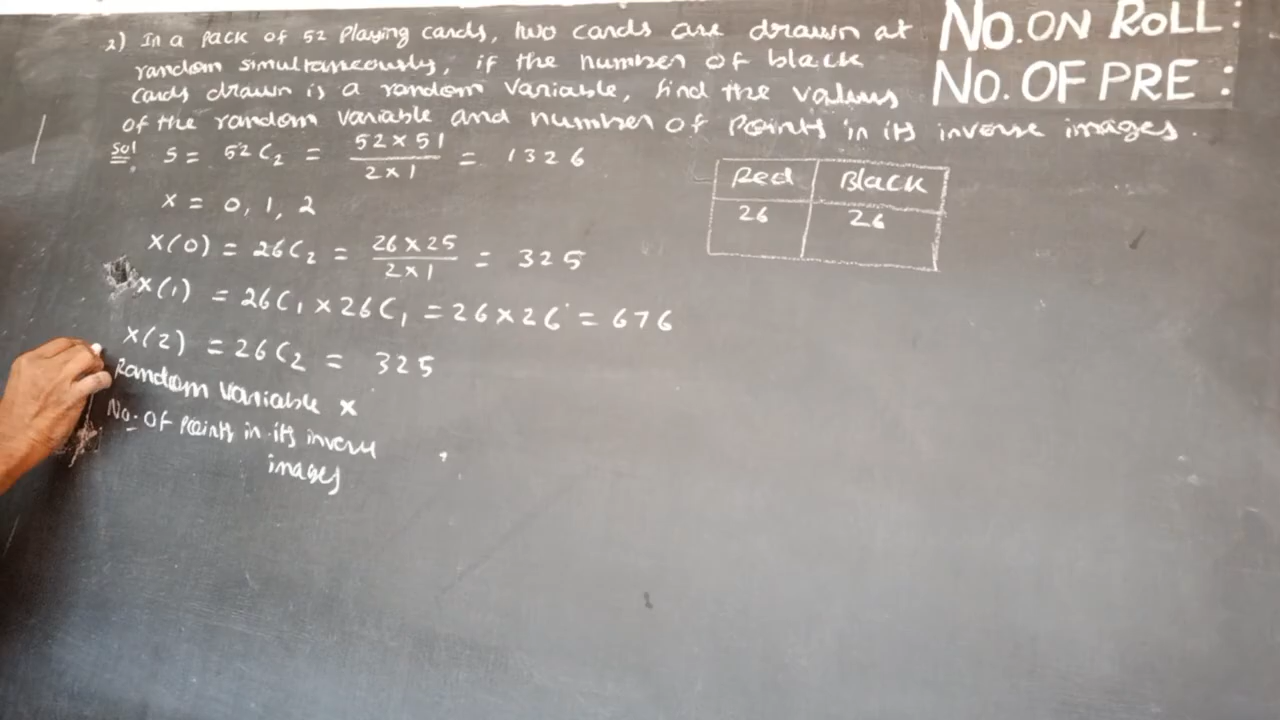 2) In a pack of 52 playing cards, two cards are drawn at
random simultaneously, if the number of black
cards drawn is a random variable, find the values
of the random variable and number of points in its inverse images.
NO. ON ROLL:
NO. OF PRE :
Sol S = 52C₂ = 52×51 / 2×1 = 1326
x = 0, 1, 2
x(0) = 26C₂ = 26×25 / 2×1 = 325
x(1) = 26C₁ × 26C₁ = 26×26 = 676
x(2) = 26C₂ = 325
Random variable x
No. of points in its inverse
images
Red Black
26 26